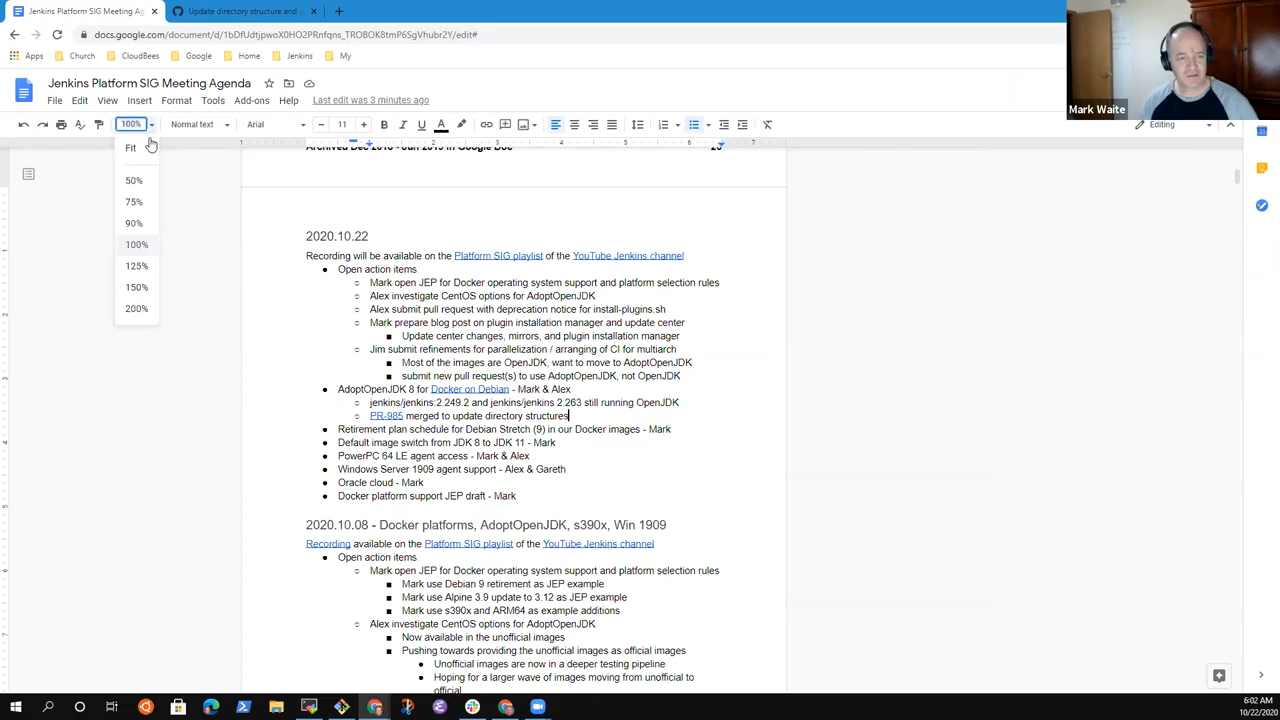 Jenkins Platform SIG Meeting Ag
Update directory structure and
docs.google.com/document/d/1bDfUdtjpwoX0HO2PRnfqns_TROBOK8tmP6SgVhubr2Y/edit#
Apps Church CloudBees Google Home Jenkins My
Mark Waite
Jenkins Platform SIG Meeting Agenda
File Edit View Insert Format Tools Add-ons Help Last edit was 3 minutes ago
100% Normal text Arial 11 Editing
1 2 3 4 5 6 7
Fit
50%
75%
90%
100%
125%
150%
200%
Archived Dec 2018 - Jun 2019 in Google Doc 26
2020.10.22
Recording will be available on the Platform SIG playlist of the YouTube Jenkins channel
Open action items
Mark open JEP for Docker operating system support and platform selection rules
Alex investigate CentOS options for AdoptOpenJDK
Alex submit pull request with deprecation notice for install-plugins.sh
Mark prepare blog post on plugin installation manager and update center
Update center changes, mirrors, and plugin installation manager
Jim submit refinements for parallelization / arranging of CI for multiarch
Most of the images are OpenJDK, want to move to AdoptOpenJDK
submit new pull request(s) to use AdoptOpenJDK, not OpenJDK
AdoptOpenJDK 8 for Docker on Debian - Mark & Alex
jenkins/jenkins:2.249.2 and jenkins/jenkins 2.263 still running OpenJDK
PR-985 merged to update directory structures
Retirement plan schedule for Debian Stretch (9) in our Docker images - Mark
Default image switch from JDK 8 to JDK 11 - Mark
PowerPC 64 LE agent access - Mark & Alex
Windows Server 1909 agent support - Alex & Gareth
Oracle cloud - Mark
Docker platform support JEP draft - Mark
2020.10.08 - Docker platforms, AdoptOpenJDK, s390x, Win 1909
Recording available on the Platform SIG playlist of the YouTube Jenkins channel
Open action items
Mark open JEP for Docker operating system support and platform selection rules
Mark use Debian 9 retirement as JEP example
Mark use Alpine 3.9 update to 3.12 as JEP example
Mark use s390x and ARM64 as example additions
Alex investigate CentOS options for AdoptOpenJDK
Now available in the unofficial images
Pushing towards providing the unofficial images as official images
Unofficial images are now in a deeper testing pipeline
Hoping for a larger wave of images moving from unofficial to
official
6:02 AM
10/22/2020